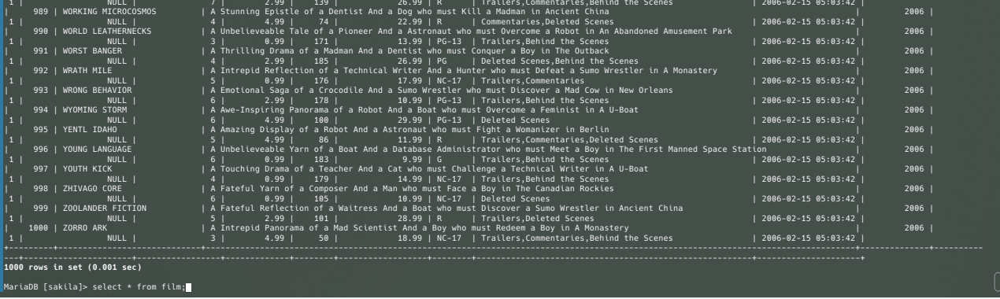 1 | NULL | 7 | 2.99 | 139 | 26.99 | R | Trailers,Commentaries,Behind the Scenes | 2006-02-15 05:03:42 |
| 989 | WORKING MICROCOSMOS | A Stunning Epistle of a Dentist And a Dog who must Kill a Madman in Ancient China | 2006 |
1 | NULL | 4 | 4.99 | 74 | 22.99 | R | Commentaries,Deleted Scenes | 2006-02-15 05:03:42 |
| 990 | WORLD LEATHERNECKS | A Unbelieveable Tale of a Pioneer And a Astronaut who must Overcome a Robot in An Abandoned Amusement Park | 2006 |
1 | NULL | 3 | 0.99 | 171 | 13.99 | PG-13 | Trailers,Behind the Scenes | 2006-02-15 05:03:42 |
| 991 | WORST BANGER | A Thrilling Drama of a Madman And a Dentist who must Conquer a Boy in The Outback | 2006 |
1 | NULL | 4 | 2.99 | 185 | 26.99 | PG | Deleted Scenes,Behind the Scenes | 2006-02-15 05:03:42 |
| 992 | WRATH MILE | A Intrepid Reflection of a Technical Writer And a Hunter who must Defeat a Sumo Wrestler in A Monastery | 2006 |
1 | NULL | 5 | 0.99 | 176 | 17.99 | NC-17 | Trailers,Commentaries | 2006-02-15 05:03:42 |
| 993 | WRONG BEHAVIOR | A Emotional Saga of a Crocodile And a Sumo Wrestler who must Discover a Mad Cow in New Orleans | 2006 |
1 | NULL | 6 | 2.99 | 178 | 10.99 | PG-13 | Trailers,Behind the Scenes | 2006-02-15 05:03:42 |
| 994 | WYOMING STORM | A Awe-Inspiring Panorama of a Robot And a Boat who must Overcome a Feminist in A U-Boat | 2006 |
1 | NULL | 6 | 4.99 | 100 | 29.99 | PG-13 | Deleted Scenes | 2006-02-15 05:03:42 |
| 995 | YENTL IDAHO | A Amazing Display of a Robot And a Astronaut who must Fight a Womanizer in Berlin | 2006 |
1 | NULL | 5 | 4.99 | 86 | 11.99 | R | Trailers,Commentaries,Deleted Scenes | 2006-02-15 05:03:42 |
| 996 | YOUNG LANGUAGE | A Unbelieveable Yarn of a Boat And a Database Administrator who must Meet a Boy in The First Manned Space Station | 2006 |
1 | NULL | 6 | 0.99 | 183 | 9.99 | G | Trailers,Behind the Scenes | 2006-02-15 05:03:42 |
| 997 | YOUTH KICK | A Touching Drama of a Teacher And a Cat who must Challenge a Technical Writer in A U-Boat | 2006 |
1 | NULL | 4 | 0.99 | 179 | 14.99 | NC-17 | Trailers,Behind the Scenes | 2006-02-15 05:03:42 |
| 998 | ZHIVAGO CORE | A Fateful Yarn of a Composer And a Man who must Face a Boy in The Canadian Rockies | 2006 |
1 | NULL | 6 | 0.99 | 105 | 10.99 | NC-17 | Deleted Scenes | 2006-02-15 05:03:42 |
| 999 | ZOOLANDER FICTION | A Fateful Reflection of a Waitress And a Boat who must Discover a Sumo Wrestler in Ancient China | 2006 |
1 | NULL | 5 | 2.99 | 101 | 28.99 | R | Trailers,Deleted Scenes | 2006-02-15 05:03:42 |
| 1000 | ZORRO ARK | A Intrepid Panorama of a Mad Scientist And a Boy who must Redeem a Boy in A Monastery | 2006 |
1 | NULL | 3 | 4.99 | 50 | 18.99 | NC-17 | Trailers,Commentaries,Behind the Scenes | 2006-02-15 05:03:42 |
1000 rows in set (0.001 sec)
MariaDB [sakila]> select * from film;